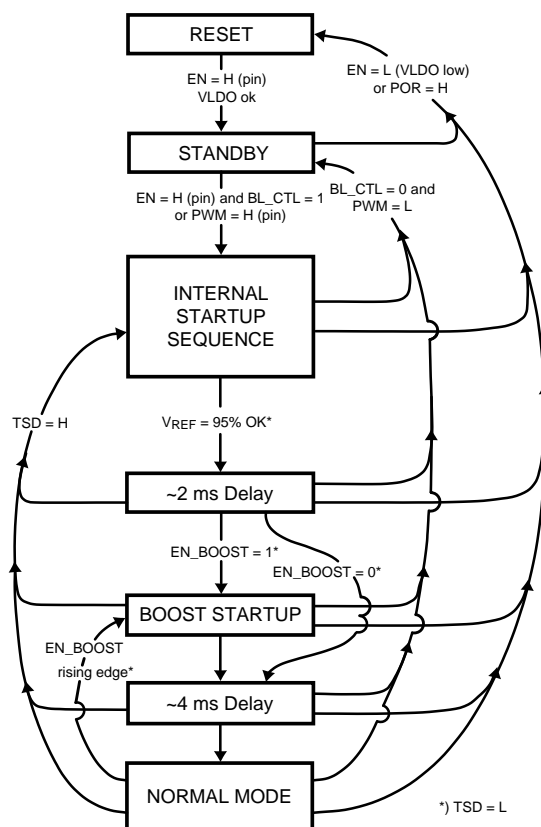 RESET
EN = H (pin)
VLDO ok
EN = L (VLDO low)
or POR = H
STANDBY
EN = H (pin) and BL_CTL = 1
or PWM = H (pin)
BL_CTL = 0 and
PWM = L
INTERNAL
STARTUP
SEQUENCE
TSD = H
VREF = 95% OK*
~2 ms Delay
EN_BOOST = 1*
EN_BOOST = 0*
BOOST STARTUP
EN_BOOST
rising edge*
~4 ms Delay
NORMAL MODE
*) TSD = L